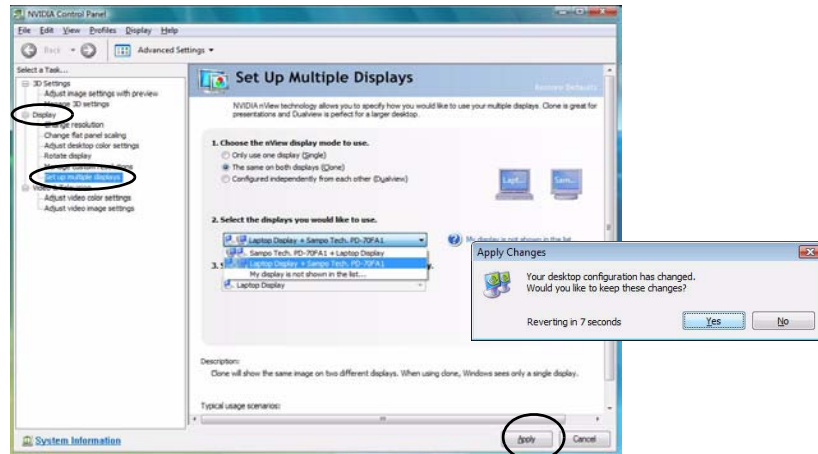 NVIDIA Control Panel
File Edit View Profiles Display Help
Back Advanced Settings
Select a Task...
3D Settings
Adjust image settings with preview
Manage 3D settings
Display
Change resolution
Change flat panel scaling
Adjust desktop color settings
Rotate display
Manage custom resolutions
Set up multiple displays
Adjust video color settings
Adjust video image settings
System Information
Set Up Multiple Displays
Restore Defaults
NVIDIA nView technology allows you to specify how you would like to use your multiple displays. Clone is great for
presentations and Dualview is perfect for a larger desktop.
1. Choose the nView display mode to use.
Only use one display (Single)
The same on both displays (Clone)
Configured independently from each other (Dualview)
Lapt... Sam...
2. Select the displays you would like to use.
Laptop Display + Sampo Tech. PD-70FA1
My display is not shown in the list...
Sampo Tech. PD-70FA1 + Laptop Display
Laptop Display + Sampo Tech. PD-70FA1
My display is not shown in the list...
3.
Laptop Display
Description:
Clone will show the same image on two different displays. When using clone, Windows sees only a single display.
Typical usage scenarios:
Apply Cancel
Apply Changes
Your desktop configuration has changed.
Would you like to keep these changes?
Reverting in 7 seconds Yes No